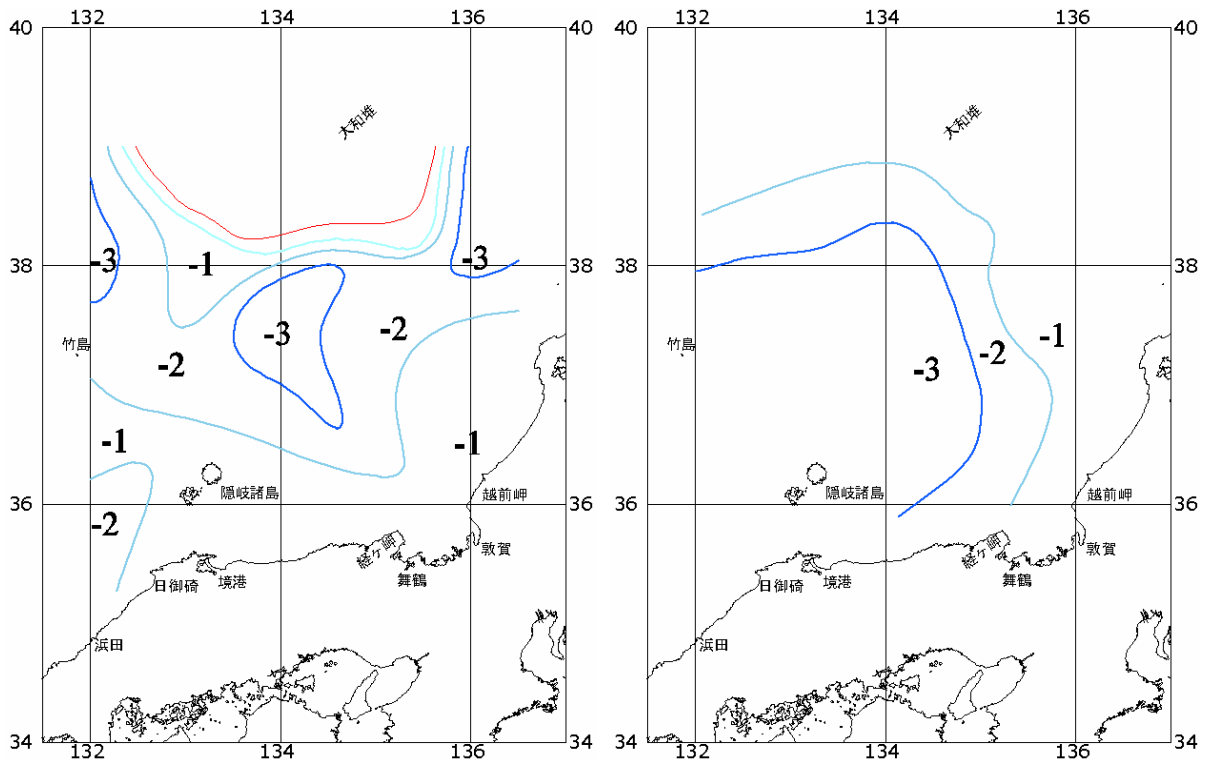 132 134 136
40 40
大和堆
-3 -1 -3
38 38
-3 -2
竹島
-2
-1 -1
隠岐諸島 越前岬
36 36
-2
経ケ岬 敦賀
日御碕 境港 舞鶴
浜田
34 34
132 134 136
132 134 136
40 40
大和堆
38 38
-1
竹島 -2
-3
隠岐諸島 越前岬
36 36
経ケ岬 敦賀
日御碕 境港 舞鶴
浜田
34 34
132 134 136